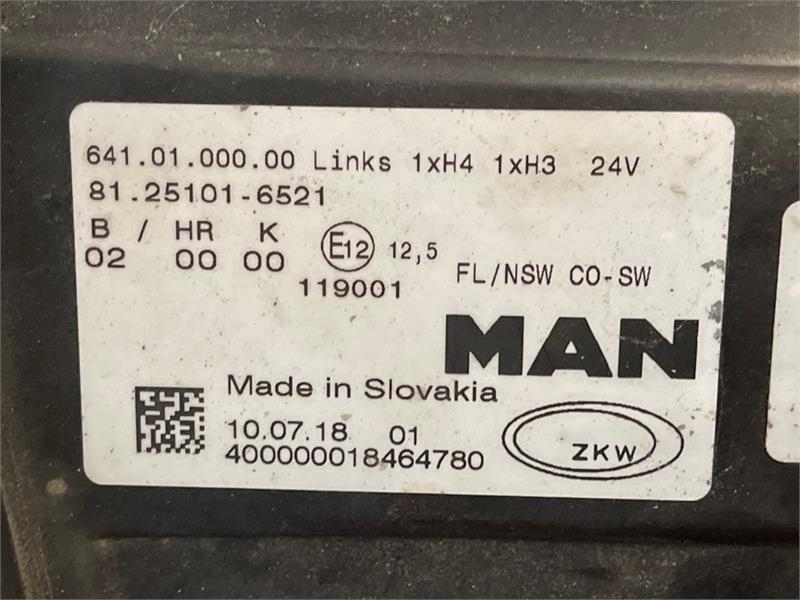 641.01.000.00 Links 1xH4 1xH3 24V
81.25101-6521
B / HR K
02 00 00
E12 12,5
119001
FL/NSW CO-SW
MAN
Made in Slovakia
10.07.18 01
400000018464780
ZKW